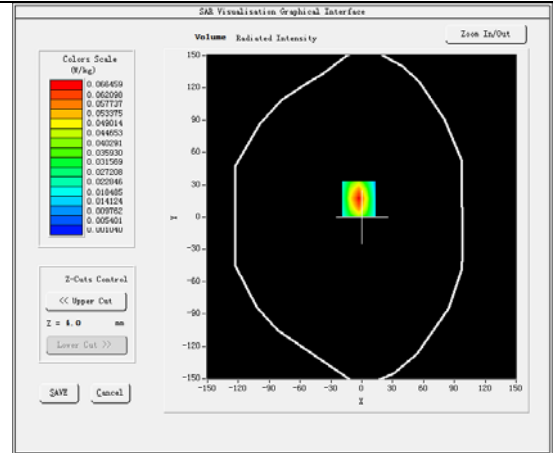 SAR Visualisation Graphical Interface
Volume Radiated Intensity
Zoom In/Out
Colors Scale
(W/kg)
0.066459
0.062098
0.057737
0.053375
0.049014
0.044653
0.040291
0.035930
0.031569
0.027208
0.022846
0.018485
0.014124
0.009762
0.005401
0.001040
Z-Cuts Control
<< Upper Cut
Z = 4.0 mm
Lower Cut >>
SAVE Cancel
150
120
90
60
30
Y 0
-30
-60
-90
-120
-150
-150 -120 -90 -60 -30 0 30 60 90 120 150
X